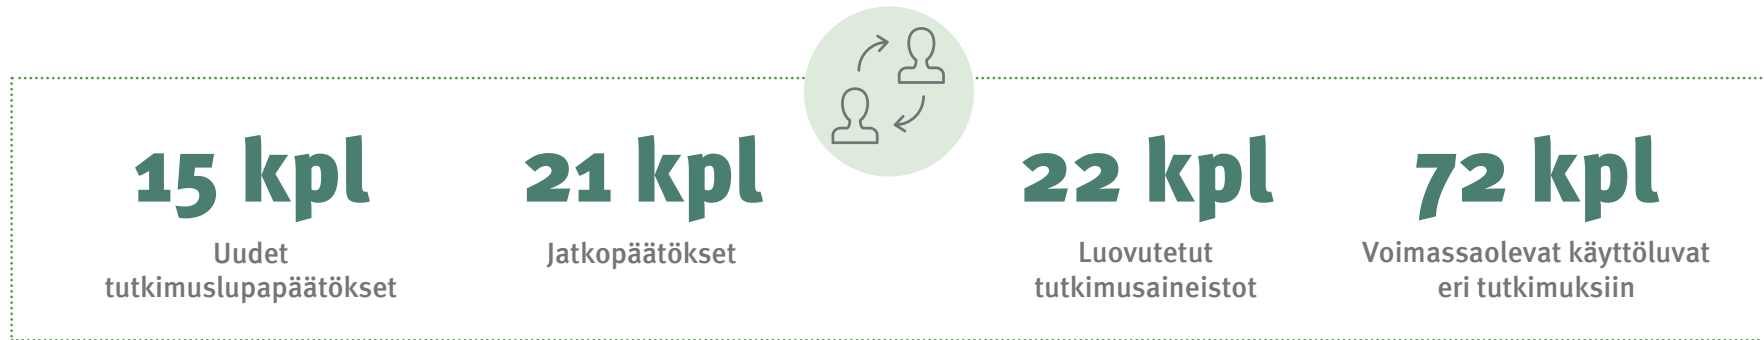 15 kpl
Uudet
tutkimuslupapäätökset
21 kpl
Jatkopäätökset
22 kpl
Luovutetut
tutkimusaineistot
72 kpl
Voimassaolevat käyttöluvat
eri tutkimuksiin